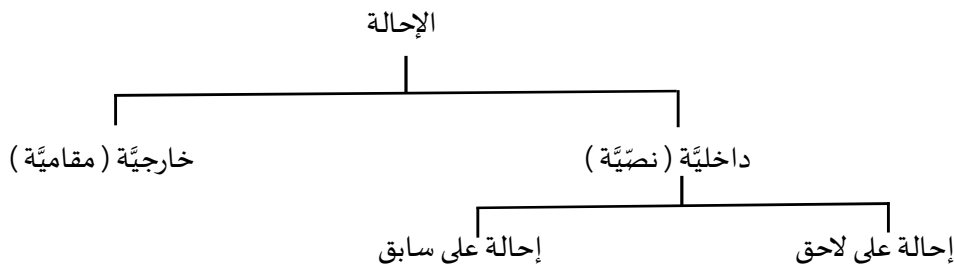 الإحالة
داخليَّة ( نصّيَّة )
خارجيَّة ( مقاميَّة )
إحالة على لاحق
إحالة على سابق